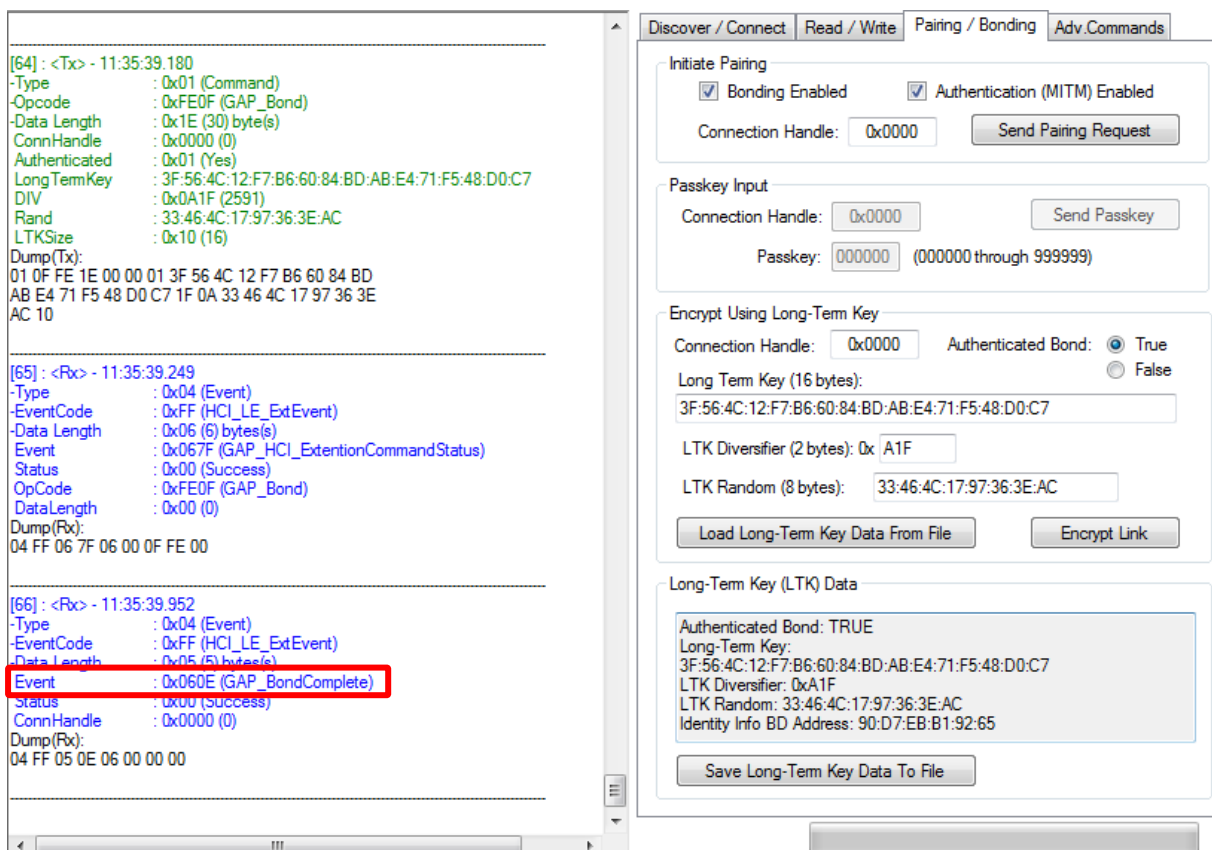 [64] : <Tx> - 11:35:39.180
-Type : 0x01 (Command)
-Opcode : 0xFE0F (GAP_Bond)
-Data Length : 0x1E (30) byte(s)
ConnHandle : 0x0000 (0)
Authenticated : 0x01 (Yes)
LongTermKey : 3F:56:4C:12:F7:B6:60:84:BD:AB:E4:71:F5:48:D0:C7
DIV : 0x0A1F (2591)
Rand : 33:46:4C:17:97:36:3E:AC
LTKSize : 0x10 (16)
Dump(Tx):
01 0F FE 1E 00 00 01 3F 56 4C 12 F7 B6 60 84 BD
AB E4 71 F5 48 D0 C7 1F 0A 33 46 4C 17 97 36 3E
AC 10
[65] : <Rx> - 11:35:39.249
-Type : 0x04 (Event)
-EventCode : 0xFF (HCI_LE_ExtEvent)
-Data Length : 0x06 (6) bytes(s)
Event : 0x067F (GAP_HCI_ExtentionCommandStatus)
Status : 0x00 (Success)
OpCode : 0xFE0F (GAP_Bond)
DataLength : 0x00 (0)
Dump(Rx):
04 FF 06 7F 06 00 0F FE 00
[66] : <Rx> - 11:35:39.952
-Type : 0x04 (Event)
-EventCode : 0xFF (HCI_LE_ExtEvent)
-Data Length : 0x05 (5) bytes(s)
Event : 0x060E (GAP_BondComplete)
Status : 0x00 (Success)
ConnHandle : 0x0000 (0)
Dump(Rx):
04 FF 05 0E 06 00 00 00
Discover / Connect Read / Write Pairing / Bonding Adv.Commands
Initiate Pairing
Bonding Enabled Authentication (MITM) Enabled
Connection Handle: 0x0000 Send Pairing Request
Passkey Input
Connection Handle: 0x0000 Send Passkey
Passkey: 000000 (000000 through 999999)
Encrypt Using Long-Term Key
Connection Handle: 0x0000 Authenticated Bond: True
False
Long Term Key (16 bytes):
3F:56:4C:12:F7:B6:60:84:BD:AB:E4:71:F5:48:D0:C7
LTK Diversifier (2 bytes): 0x A1F
LTK Random (8 bytes): 33:46:4C:17:97:36:3E:AC
Load Long-Term Key Data From File Encrypt Link
Long-Term Key (LTK) Data
Authenticated Bond: TRUE
Long-Term Key:
3F:56:4C:12:F7:B6:60:84:BD:AB:E4:71:F5:48:D0:C7
LTK Diversifier: 0xA1F
LTK Random: 33:46:4C:17:97:36:3E:AC
Identity Info BD Address: 90:D7:EB:B1:92:65
Save Long-Term Key Data To File